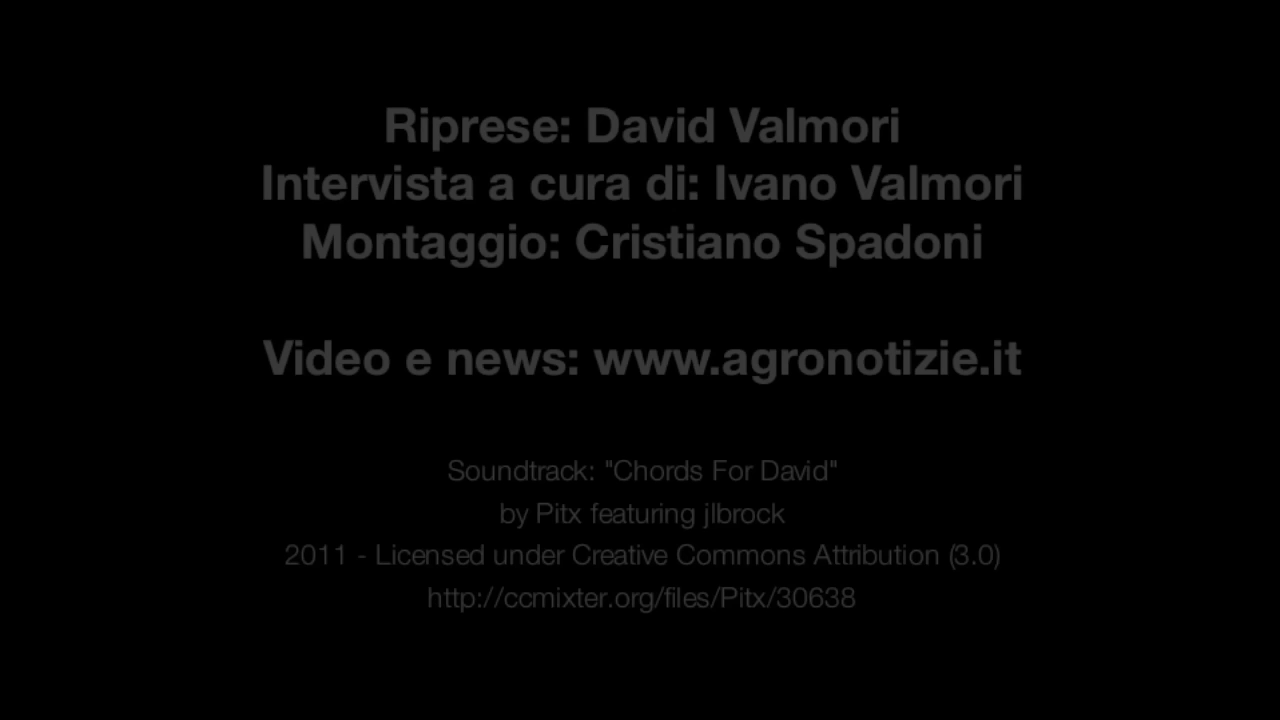 Riprese: David Valmori
Intervista a cura di: Ivano Valmori
Montaggio: Cristiano Spadoni
Video e news: www.agronotizie.it
Soundtrack: "Chords For David"
by Pitx featuring jlbrock
2011 - Licensed under Creative Commons Attribution (3.0)
http://ccmixter.org/files/Pitx/30638